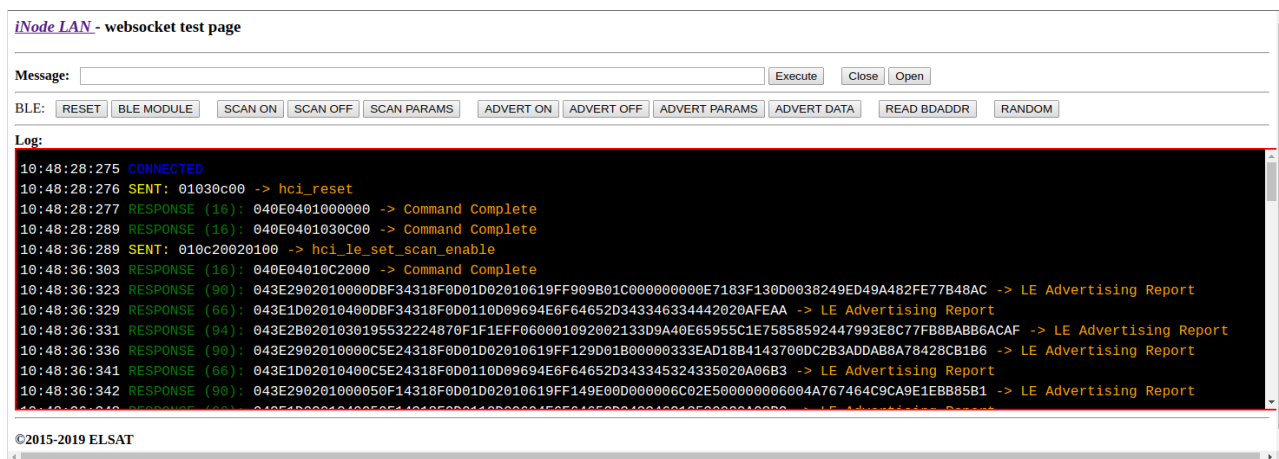 iNode LAN - websocket test page
Message: Execute Close Open
BLE: RESET BLE MODULE SCAN ON SCAN OFF SCAN PARAMS ADVERT ON ADVERT OFF ADVERT PARAMS ADVERT DATA READ BDADDR RANDOM
Log:
10:48:28:275 CONNECTED
10:48:28:276 SENT: 01030c00 -> hci_reset
10:48:28:277 RESPONSE (16): 040E0401000000 -> Command Complete
10:48:28:289 RESPONSE (16): 040E0401030C00 -> Command Complete
10:48:36:289 SENT: 010c20020100 -> hci_le_set_scan_enable
10:48:36:303 RESPONSE (16): 040E04010C2000 -> Command Complete
10:48:36:323 RESPONSE (90): 043E2902010000DBF34318F0D01D02010619FF909B01C000000000E7183F130D0038249ED49A482FE77B48AC -> LE Advertising Report
10:48:36:329 RESPONSE (66): 043E1D02010400DBF34318F0D0110D09694E6F64652D343346334442020AFEAA -> LE Advertising Report
10:48:36:331 RESPONSE (94): 043E2B0201030195532224870F1F1EFF060001092002133D9A40E65955C1E75858592447993E8C77FB8BABB6ACAF -> LE Advertising Report
10:48:36:336 RESPONSE (90): 043E2902010000C5E24318F0D01D02010619FF129D01B00000333EAD18B4143700DC2B3ADDAB8A78428CB1B6 -> LE Advertising Report
10:48:36:341 RESPONSE (66): 043E1D02010400C5E24318F0D0110D09694E6F64652D343345324335020A06B3 -> LE Advertising Report
10:48:36:342 RESPONSE (90): 043E290201000050F14318F0D01D02010619FF149E00D000006C02E500000006004A767464C9CA9E1EBB85B1 -> LE Advertising Report
©2015-2019 ELSAT